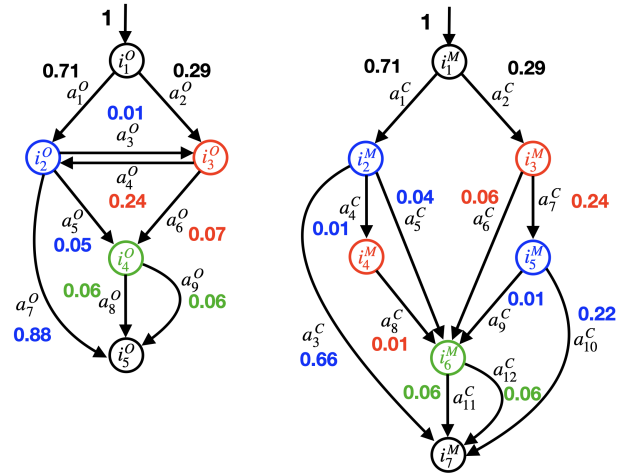 1
i_1^O
0.71
0.29
a_1^O
a_2^O
0.01
a_3^O
i_2^O
i_3^O
a_4^O
0.24
a_5^O
a_6^O
0.05
0.07
i_4^O
a_7^O
0.88
0.06
a_8^O
a_9^O
0.06
i_5^O
1
i_1^M
0.71
0.29
a_1^C
a_2^C
i_2^M
i_3^M
0.04
0.06
a_4^C
a_5^C
a_6^C
a_7^C
0.24
0.01
i_4^M
i_5^M
0.01
0.22
a_8^C
a_9^C
a_10^C
a_3^C
0.01
0.66
i_6^M
0.06
a_11^C
a_12^C
0.06
i_7^M